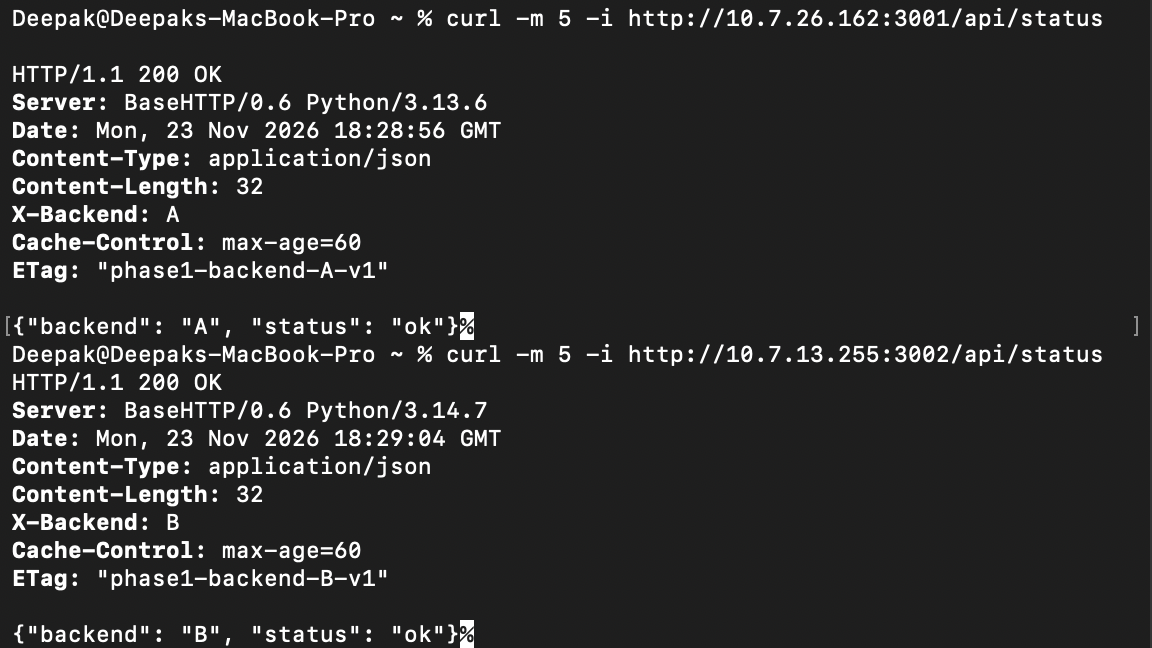 Deepak@Deepaks-MacBook-Pro ~ % curl -m 5 -i http://10.7.26.162:3001/api/status
HTTP/1.1 200 OK
Server: BaseHTTP/0.6 Python/3.13.6
Date: Mon, 23 Nov 2026 18:28:56 GMT
Content-Type: application/json
Content-Length: 32
X-Backend: A
Cache-Control: max-age=60
ETag: "phase1-backend-A-v1"
[{"backend": "A", "status": "ok"}% ]
Deepak@Deepaks-MacBook-Pro ~ % curl -m 5 -i http://10.7.13.255:3002/api/status
HTTP/1.1 200 OK
Server: BaseHTTP/0.6 Python/3.14.7
Date: Mon, 23 Nov 2026 18:29:04 GMT
Content-Type: application/json
Content-Length: 32
X-Backend: B
Cache-Control: max-age=60
ETag: "phase1-backend-B-v1"
{"backend": "B", "status": "ok"}%